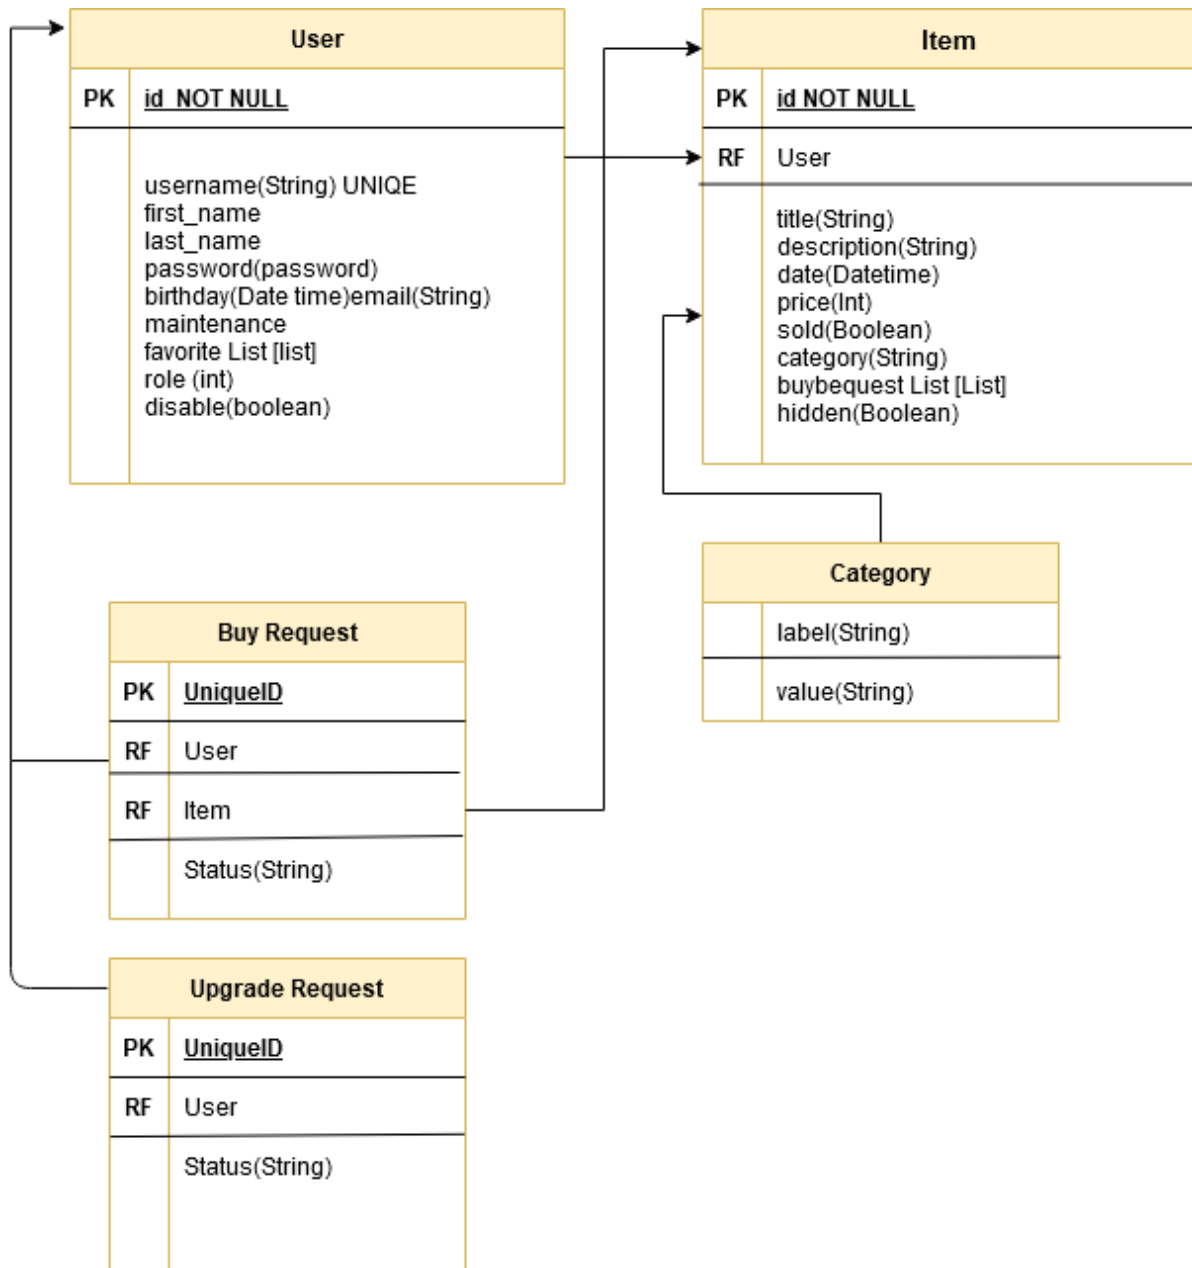 User
PK id NOT NULL
username(String) UNIQE
first_name
last_name
password(password)
birthday(Date time)email(String)
maintenance
favorite List [list]
role (int)
disable(boolean)
Item
PK id NOT NULL
RF User
title(String)
description(String)
date(Datetime)
price(Int)
sold(Boolean)
category(String)
buybequest List [List]
hidden(Boolean)
Category
label(String)
value(String)
Buy Request
PK UniqueID
RF User
RF Item
Status(String)
Upgrade Request
PK UniqueID
RF User
Status(String)